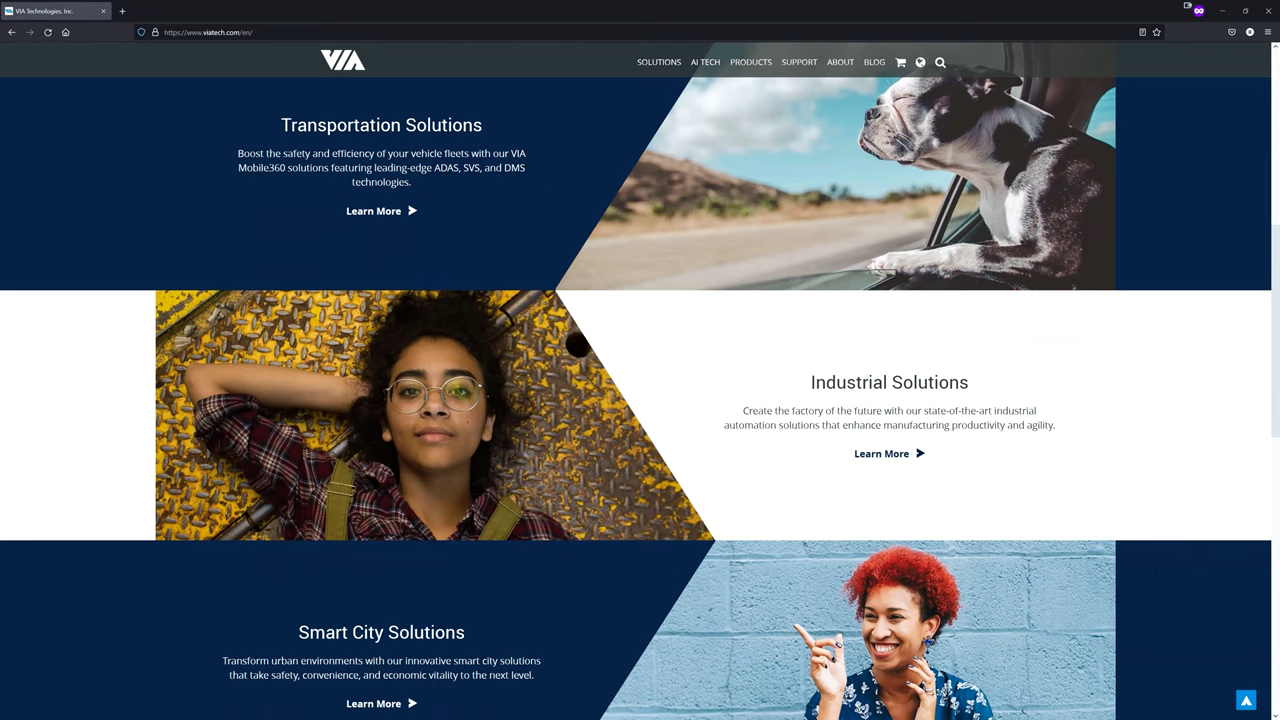 VIA Technologies, Inc.
https://www.viatech.com/en/
VIA
SOLUTIONS AI TECH PRODUCTS SUPPORT ABOUT BLOG
Transportation Solutions
Boost the safety and efficiency of your vehicle fleets with our VIA
Mobile360 solutions featuring leading-edge ADAS, SVS, and DMS
technologies.
Learn More
Industrial Solutions
Create the factory of the future with our state-of-the-art industrial
automation solutions that enhance manufacturing productivity and agility.
Learn More
Smart City Solutions
Transform urban environments with our innovative smart city solutions
that take safety, convenience, and economic vitality to the next level.
Learn More